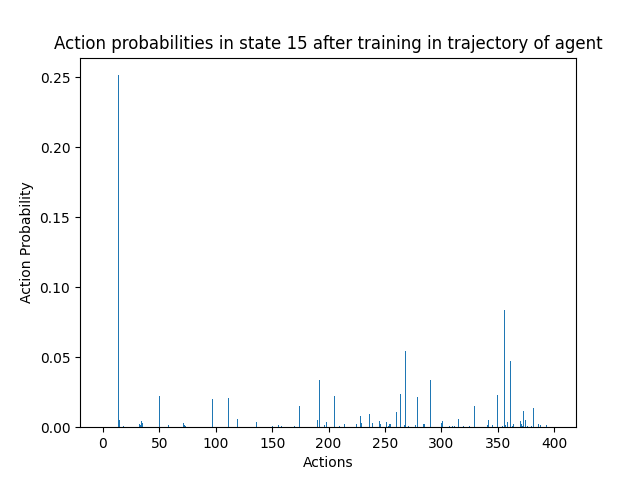 Action probabilities in state 15 after training in trajectory of agent
0.25
0.20
0.15
0.10
0.05
0.00
Action Probability
0 50 100 150 200 250 300 350 400
Actions